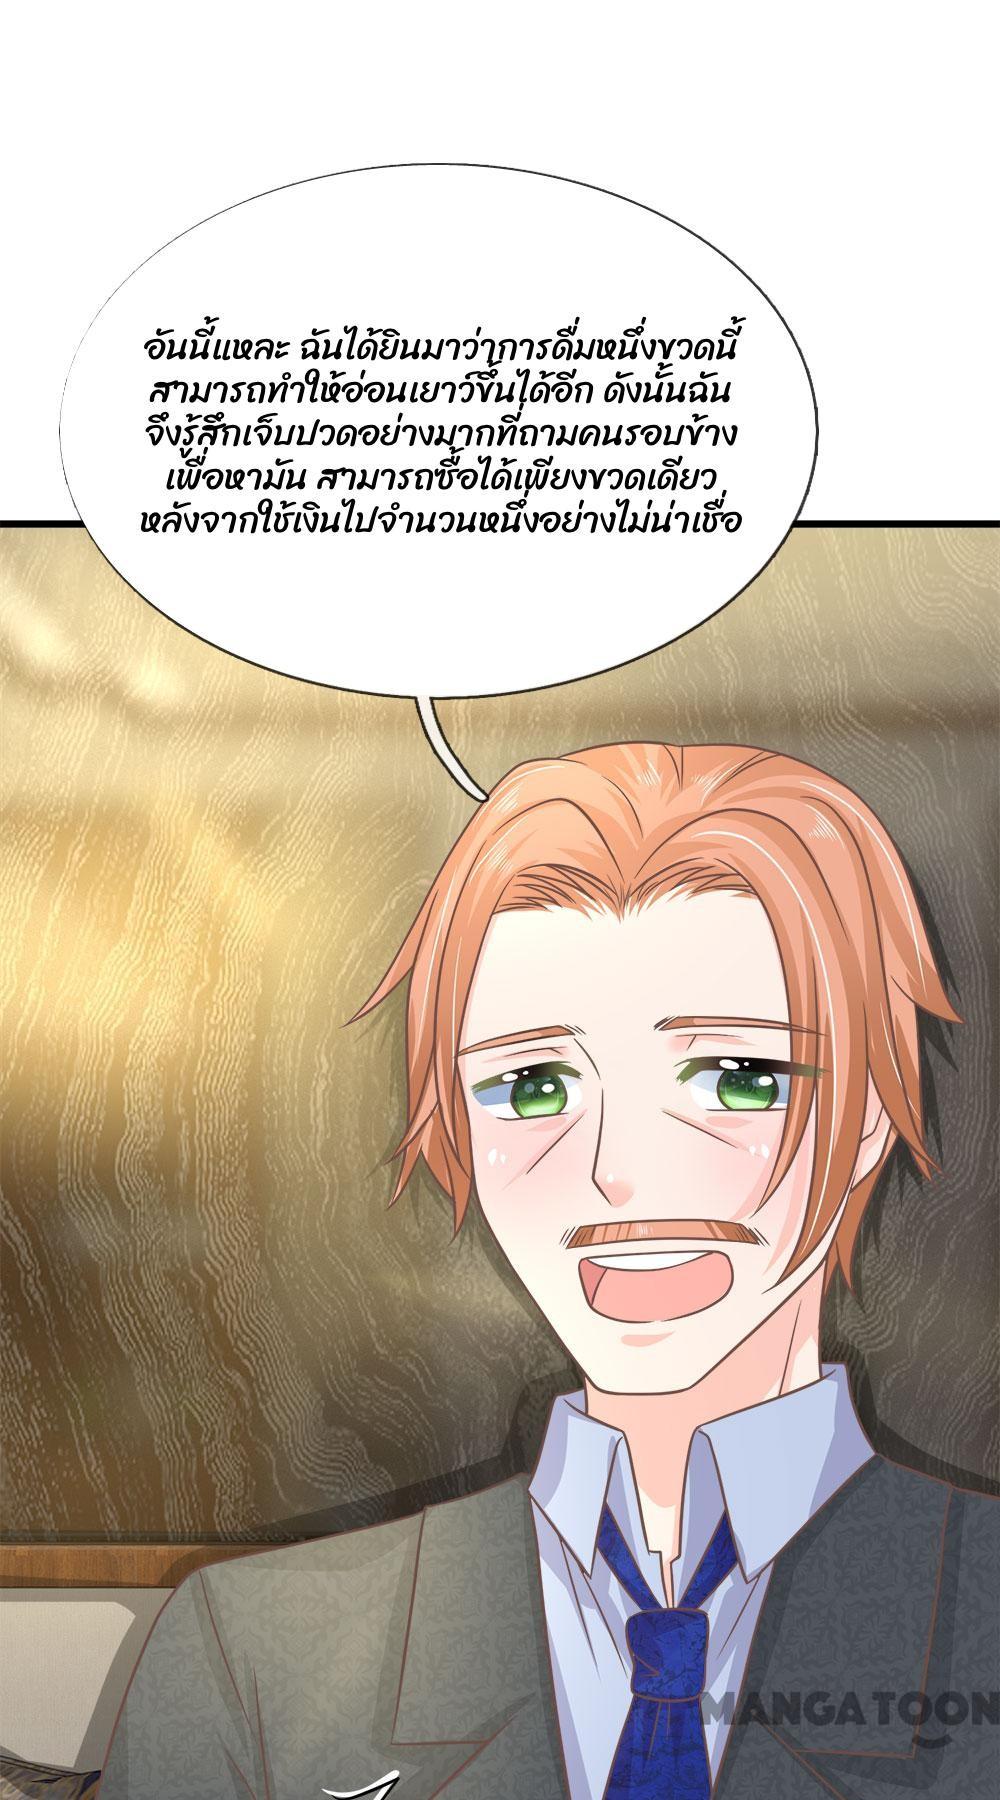 อันนี้แหละ ฉันได้ยินมาว่าการดื่มหนึ่งขวดนี้
สามารถทำให้อ่อนเยาว์ขึ้นได้อีก ดังนั้นฉัน
จึงรู้สึกเจ็บปวดอย่างมากที่ถามคนรอบข้าง
เพื่อหามัน สามารถซื้อได้เพียงขวดเดียว
หลังจากใช้เงินไปจำนวนหนึ่งอย่างไม่น่าเชื่อ
MANGATOON